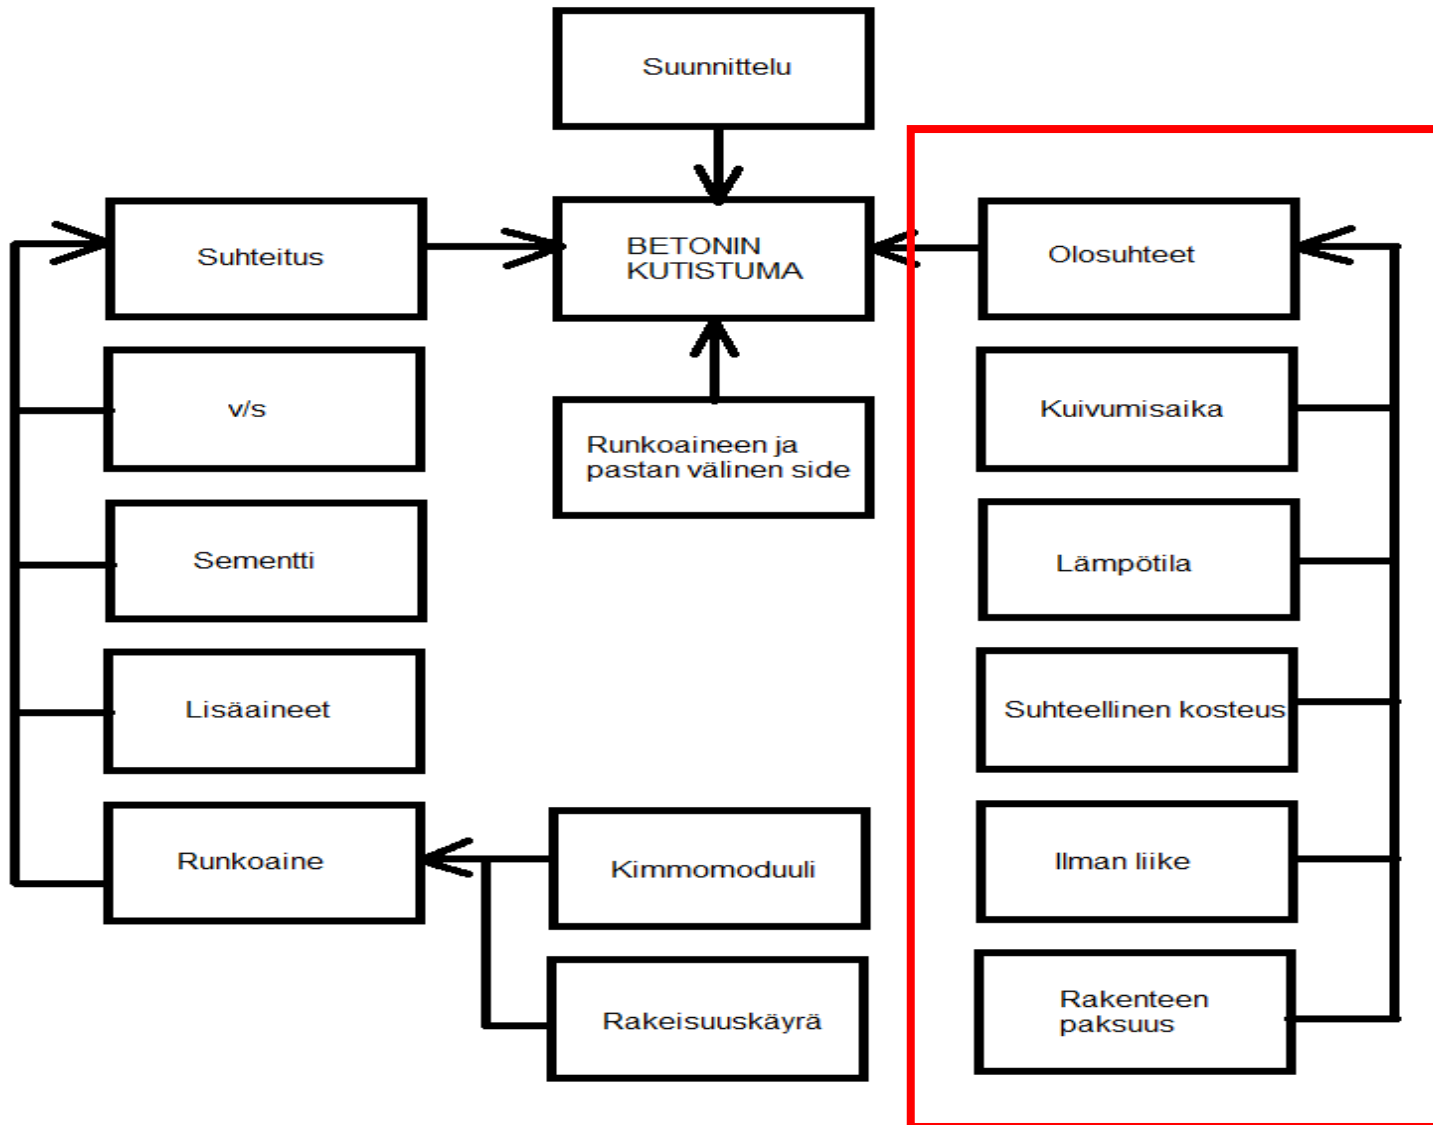 Suunnittelu
Suhteitus
BETONIN
KUTISTUMA
Olosuhteet
v/s
Runkoaineen ja
pastan välinen side
Kuivumisaika
Sementti
Lämpötila
Lisäaineet
Suhteellinen kosteus
Runkoaine
Kimmomoduuli
Ilman liike
Rakeisuuskäyrä
Rakenteen
paksuus